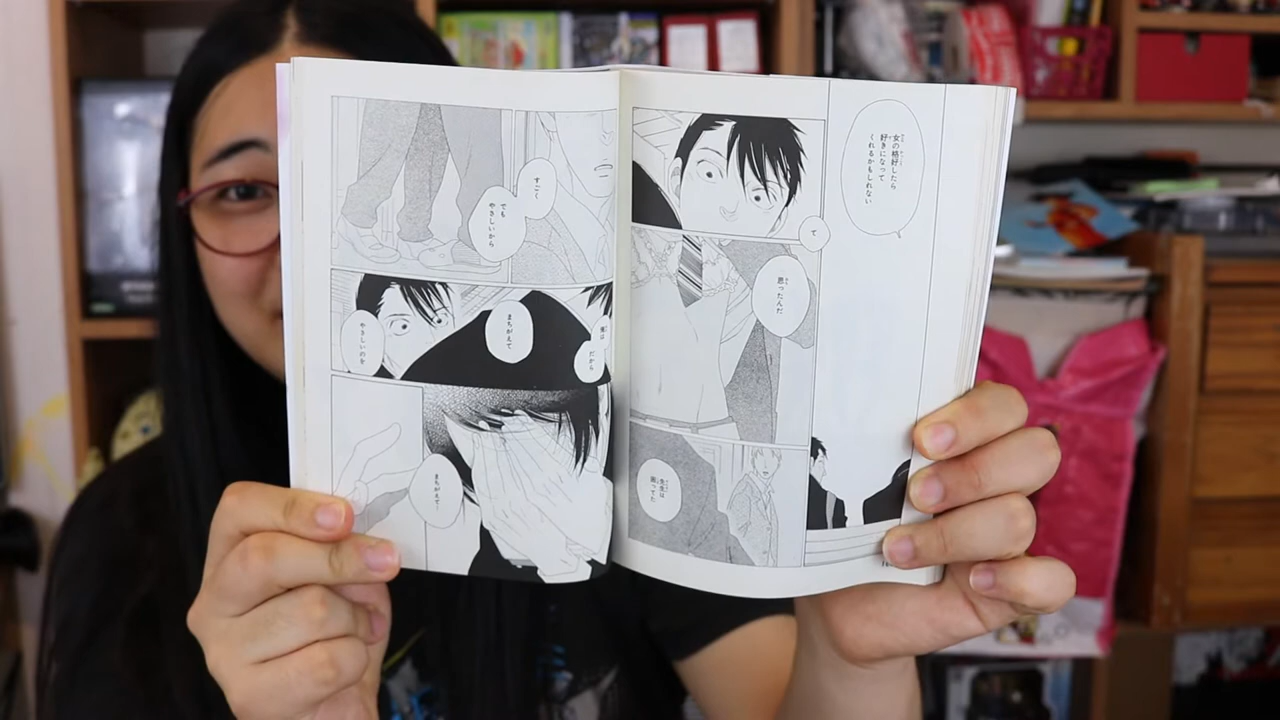 女の格好したら
好きになって
くれるかもしれない
て
思ったんだ
先生は
困ってた
すごく
でも
やさしいから
俺は
だから
まちがえて
やさしいのを
まちがえて